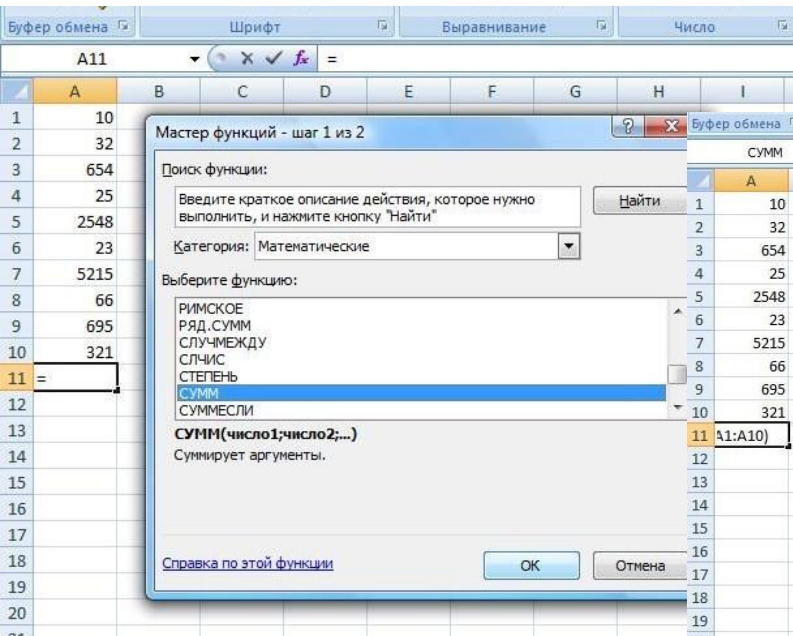 Буфер обмена Шрифт Выравнивание Число
A11 fx =
A B C D E F G H I
1 10
2 32
3 654
4 25
5 2548
6 23
7 5215
8 66
9 695
10 321
11 =
12
13
14
15
16
17
18
19
20
Мастер функций - шаг 1 из 2
Поиск функции:
Введите краткое описание действия, которое нужно
выполнить, и нажмите кнопку "Найти"
Найти
Категория: Математические
Выберите функцию:
РИМСКОЕ
РЯД.СУММ
СЛУЧМЕЖДУ
СЛЧИС
СТЕПЕНЬ
СУММ
СУММЕСЛИ
СУММ(число1;число2;...)
Суммирует аргументы.
Справка по этой функции
ОК Отмена
Буфер обмена
СУММ
A
1 10
2 32
3 654
4 25
5 2548
6 23
7 5215
8 66
9 695
10 321
11 A1:A10)
12
13
14
15
16
17
18
19